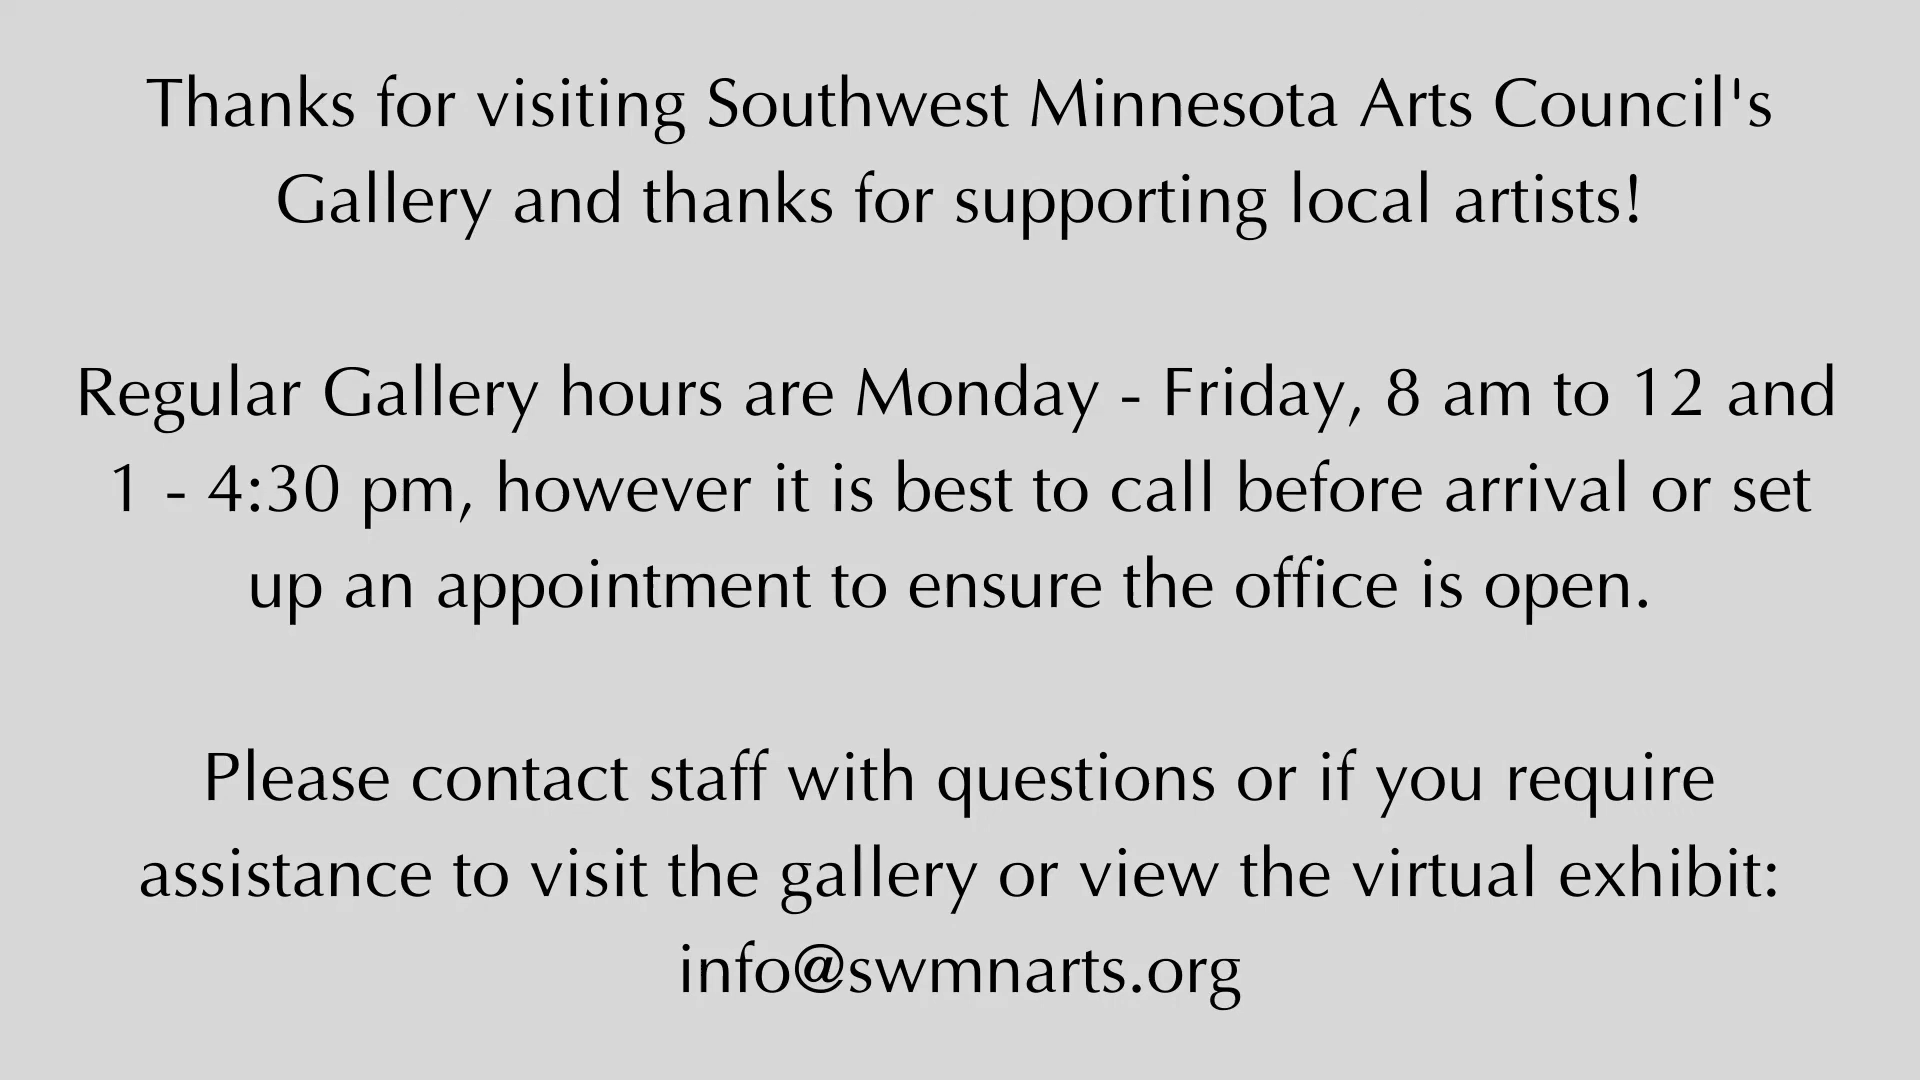 Thanks for visiting Southwest Minnesota Arts Council's
Gallery and thanks for supporting local artists!
Regular Gallery hours are Monday - Friday, 8 am to 12 and
1 - 4:30 pm, however it is best to call before arrival or set
up an appointment to ensure the office is open.
Please contact staff with questions or if you require
assistance to visit the gallery or view the virtual exhibit:
info@swmnarts.org